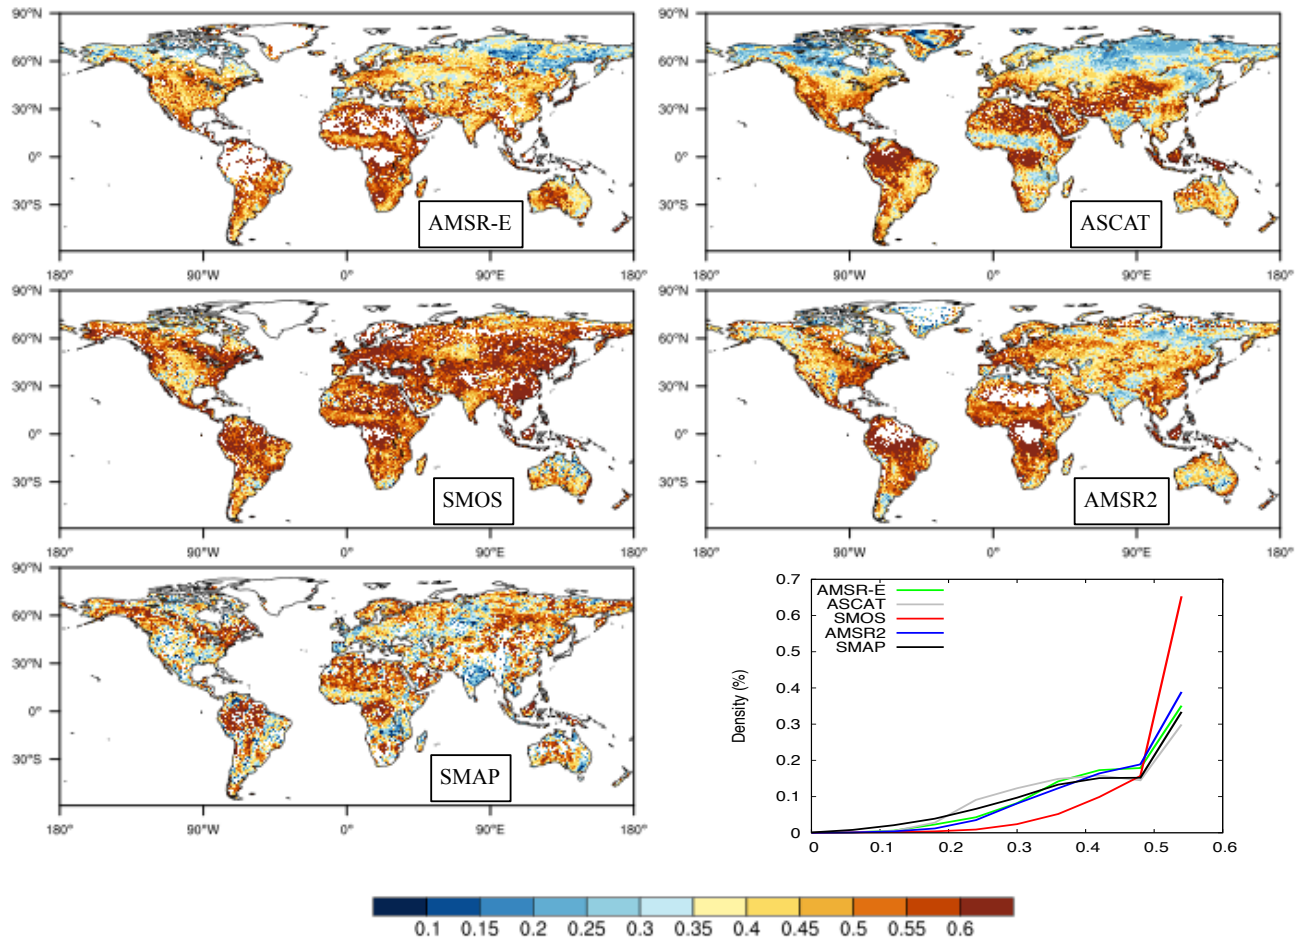 90°N
60°N
30°N
0°
30°S
AMSR-E
180°
90°W
0°
90°E
180°
90°N
60°N
30°N
0°
30°S
ASCAT
180°
90°W
0°
90°E
180°
90°N
60°N
30°N
0°
30°S
SMOS
180°
90°W
0°
90°E
180°
90°N
60°N
30°N
0°
30°S
AMSR2
180°
90°W
0°
90°E
180°
90°N
60°N
30°N
0°
30°S
SMAP
180°
90°W
0°
90°E
180°
Density (%)
0.7
0.6
0.5
0.4
0.3
0.2
0.1
0
AMSR-E
ASCAT
SMOS
AMSR2
SMAP
0 0.1 0.2 0.3 0.4 0.5 0.6
0.1 0.15 0.2 0.25 0.3 0.35 0.4 0.45 0.5 0.55 0.6